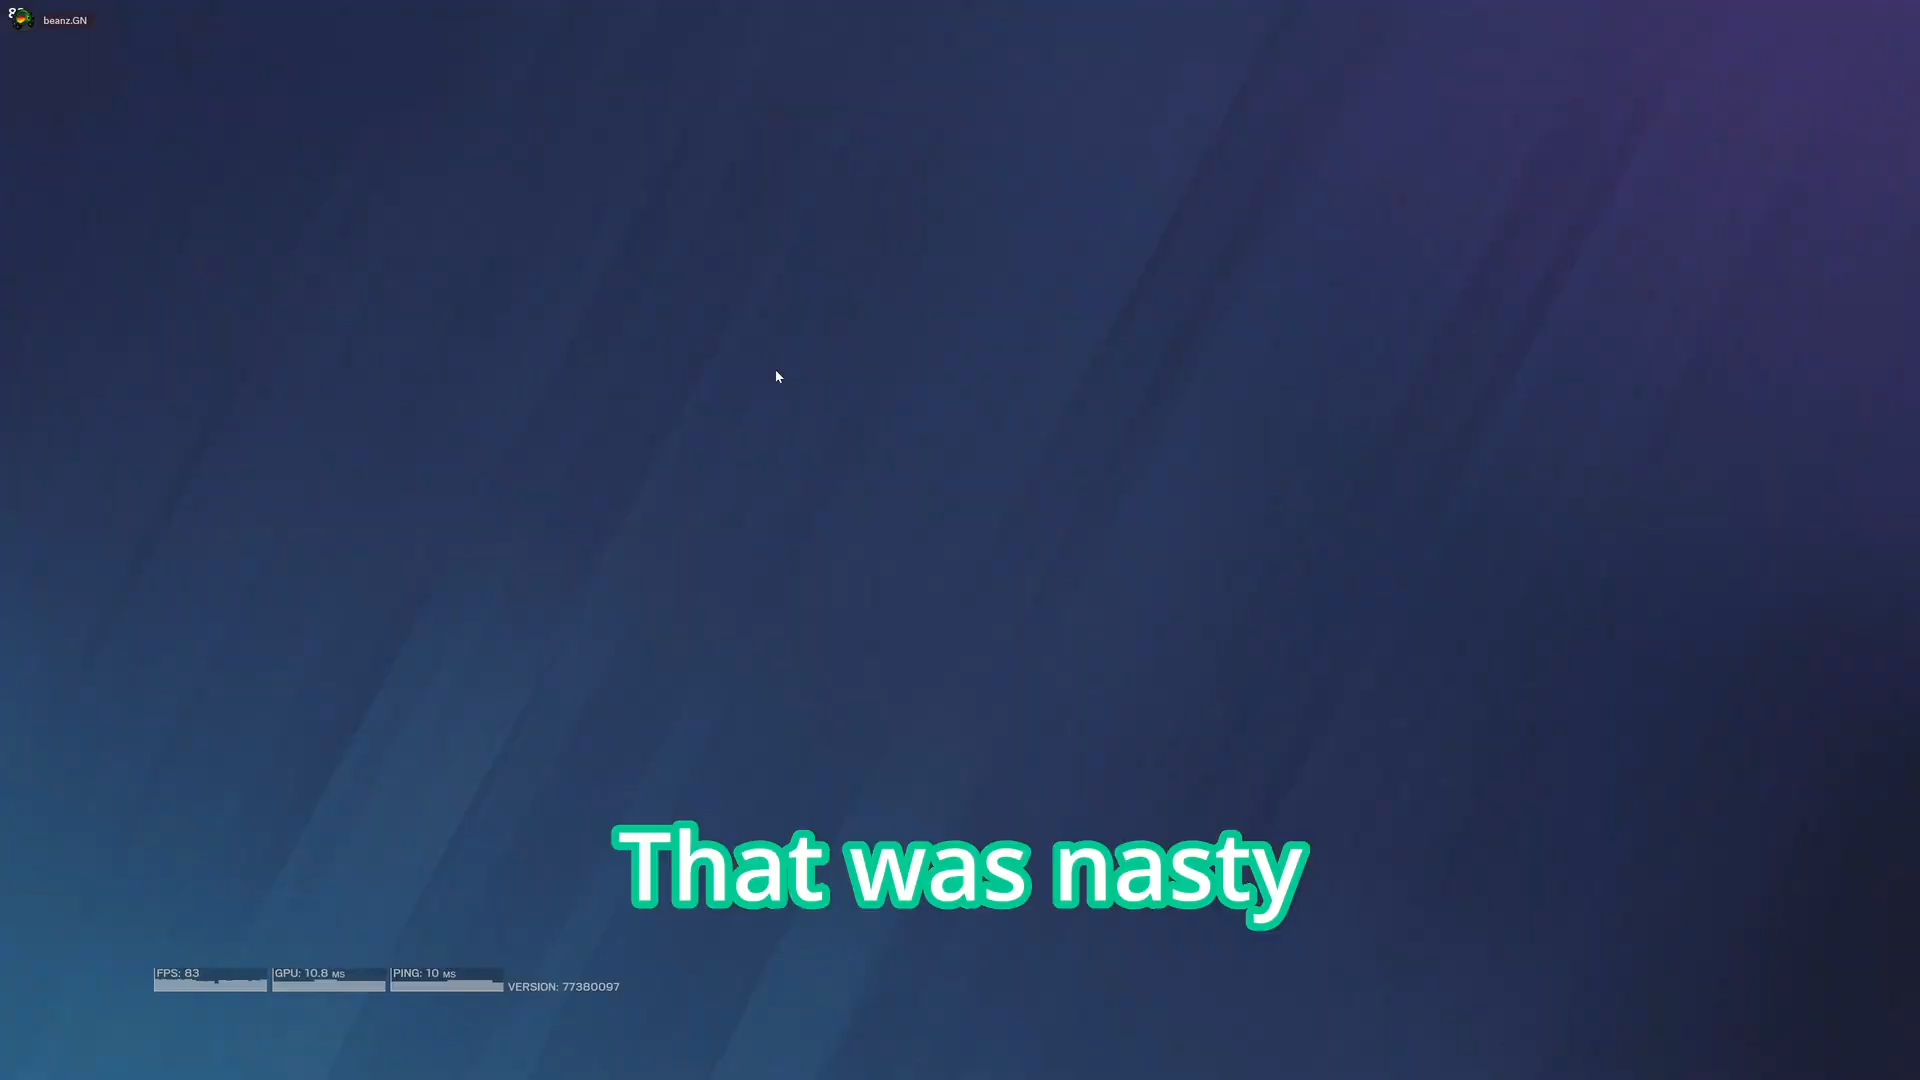 beanz.GN
That was nasty
FPS: 83
GPU: 10.8 MS
PING: 10 MS
VERSION: 77380097